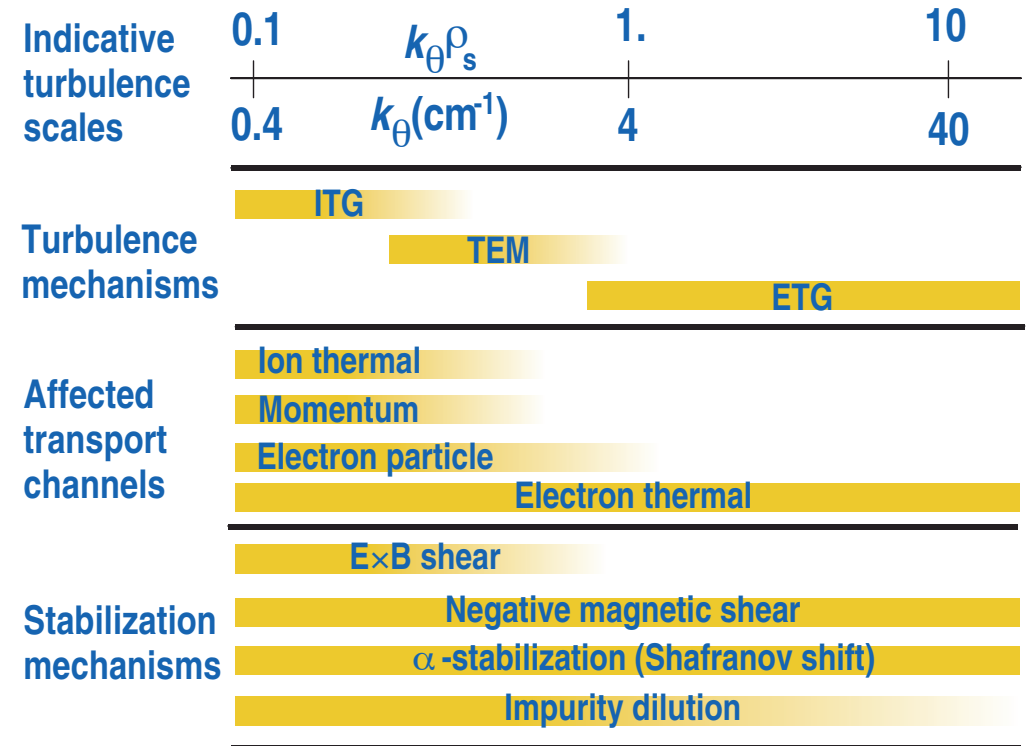 Indicative
turbulence
scales
0.1 1. 10
kθρs
kθ(cm-1)
0.4 4 40
Turbulence
mechanisms
ITG
TEM
ETG
Affected
transport
channels
Ion thermal
Momentum
Electron particle
Electron thermal
Stabilization
mechanisms
E×B shear
Negative magnetic shear
α -stabilization (Shafranov shift)
Impurity dilution